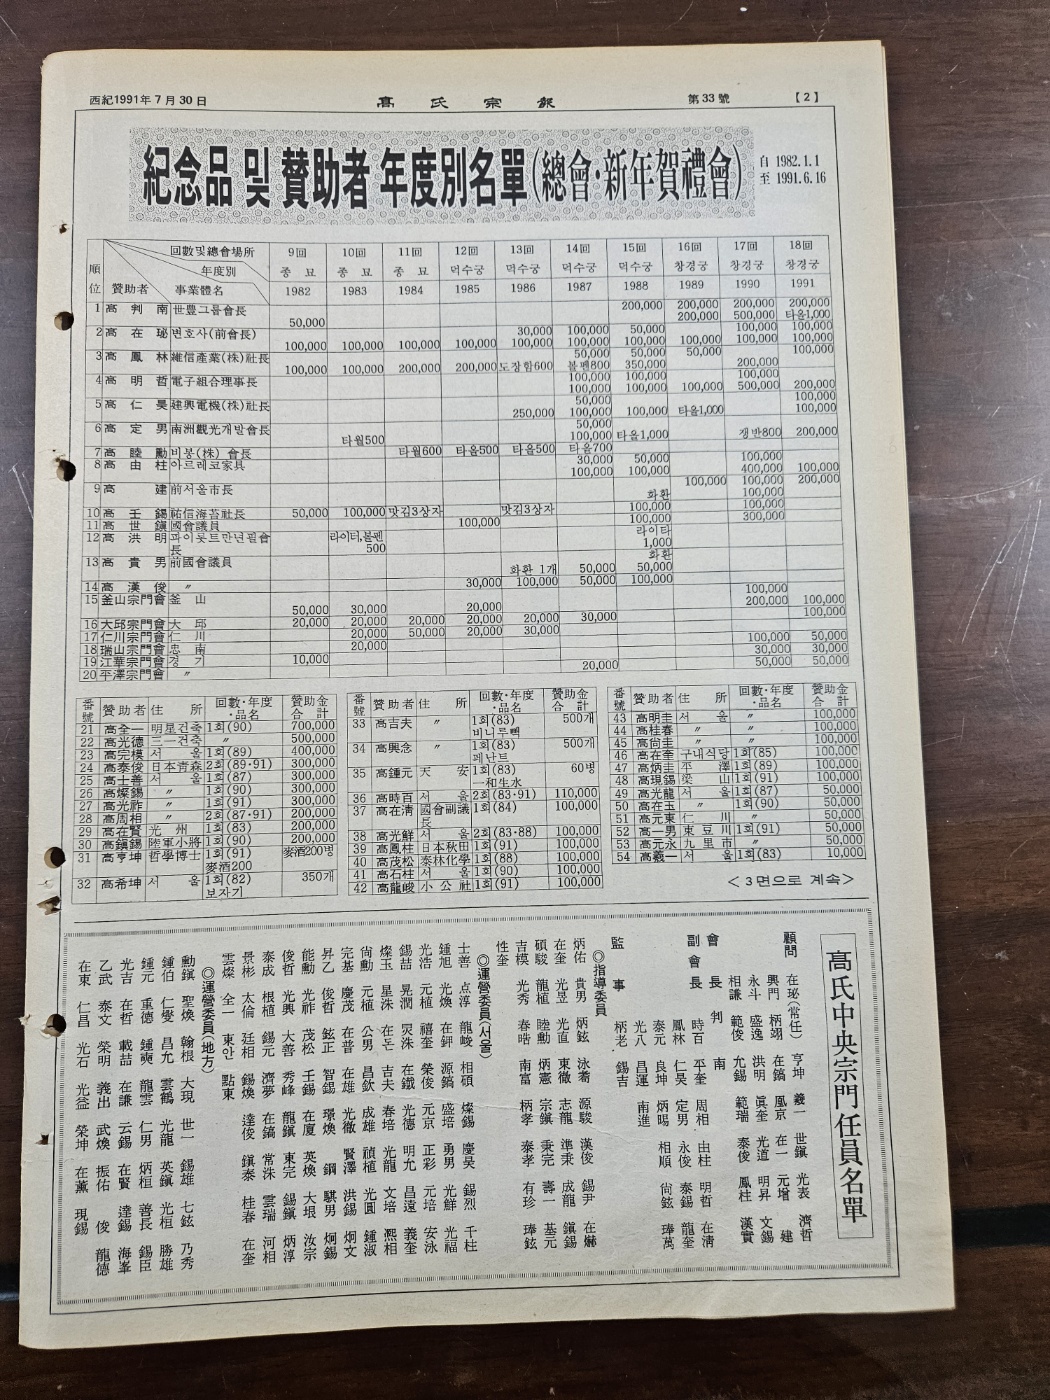 西紀1991年 7月 30日
高氏宗報
第33號
【2】
紀念品 및 贊助者 年度別名單(總會·新年賀禮會)
自 1982.1.1
至 1991.6.16
順位 贊助者 回數및總會場所 年度別 事業體名
9回 10回 11回 12回 13回 14回 15回 16回 17回 18回
종묘 종묘 종묘 덕수궁 덕수궁 덕수궁 덕수궁 창경궁 창경궁 창경궁
1982 1983 1984 1985 1986 1987 1988 1989 1990 1991
1 高判南 世豊그룹會長 50,000 200,000 200,000 200,000 200,000 500,000 200,000 타올1,000
2 高在珌 변호사(前會長) 100,000 100,000 100,000 100,000 30,000 100,000 100,000 100,000 50,000 100,000 100,000 100,000 100,000 100,000 100,000
3 高鳳林 維信産業(株)社長 100,000 100,000 200,000 200,000 도장함600 50,000 볼펜800 50,000 350,000 50,000 200,000 100,000
4 高明哲 電子組合理事長 100,000 100,000 100,000 100,000 100,000 100,000 500,000 200,000
5 高仁昊 建興電機(株)社長 250,000 50,000 100,000 100,000 타올1,000 100,000 100,000
6 高定男 南洲觀光개발會長 타월500 50,000 100,000 타올1,000 쟁반800 200,000
7 高睦勳 비봉(株) 會長 타월600 타올500 타올500 타올700
8 高由柱 아르레코家具 30,000 100,000 50,000 100,000 100,000 100,000 400,000 100,000 100,000 200,000
9 高建 前서울市長 화환 100,000
10 高壬錫 祐信海苔社長 50,000 100,000 맛김3상자 맛김3상자 100,000 100,000
11 高世鎭 國會議員 100,000 100,000 300,000
12 高洪明 파이롯트만년필會長 라이터,볼펜 500 라이타 1,000
13 高貴男 前國會議員 화환 1개 50,000 화환 50,000
14 高漢俊 〃 30,000 100,000 50,000 100,000 100,000
15 釜山宗門會 釜山 50,000 30,000 20,000 200,000 100,000
16 大邱宗門會 大邱 20,000 20,000 20,000 20,000 20,000 30,000 100,000
17 仁川宗門會 仁川 20,000 50,000 20,000 30,000
18 瑞山宗門會 忠南 20,000 100,000 50,000
19 江華宗門會 경기 10,000 30,000 30,000
20 平澤宗門會 〃 20,000 50,000 50,000
番號 贊助者 住所 回數·年度·品名 贊助金合計
21 高全一 明星건축 1회(90) 700,000
22 高光德 三一건축 〃 500,000
23 高完模 서울 1회(89) 400,000
24 高泰俊 日本靑森 2회(89·91) 300,000
25 高士善 서울 1회(87) 300,000
26 高燦錫 〃 1회(90) 300,000
27 高光祚 〃 1회(91) 300,000
28 高周相 〃 2회(87·91) 200,000
29 高在賢 光州 1회(83) 200,000
30 高鎭錫 陸軍小將 1회(90) 200,000
31 高亨坤 哲學博士 1회(91) 麥酒200 麥酒200병
32 高希坤 서울 1회(82) 보자기 350개
番號 贊助者 住所 回數·年度·品名 贊助金合計
33 高吉夫 〃 1회(83) 비니루빽 500개
34 高興念 〃 1회(83) 페난트 500개
35 高鍾元 天安 1회(83) 和生水 60병
36 高時百 서울 2회(83·91) 110,000
37 高在淸 國會副議長 1회(84) 100,000
38 高光鮮 서울 2회(83·88) 100,000
39 高鳳柱 日本秋田 1회(91) 100,000
40 高茂松 泰林化學 1회(88) 100,000
41 高石柱 서울 1회(90) 100,000
42 高龍峻 小公社 1회(91) 100,000
番號 贊助者 住所 回數·年度·品名 贊助金合計
43 高明圭 서울 〃 100,000
44 高桂春 〃 〃 100,000
45 高尙圭 〃 〃 100,000
46 高在奎 구내식당 1회(85) 100,000
47 高炳圭 平澤 1회(89) 100,000
48 高現錫 梁山 1회(91) 100,000
49 高光龍 서울 1회(87) 50,000
50 高在玉 〃 1회(90) 50,000
51 高元東 仁川 〃 50,000
52 高一男 東豆川 1회(91) 50,000
53 高元永 九里市 〃 50,000
54 高羲一 서울 1회(83) 10,000
<3면으로 계속>
高氏中央宗門任員名單
顧問 在珌(常任) 亨坤 羲一 世鎭 光表 濟哲
興門 柄翊 在鎬 風京 在一 元增 建
永斗 盛逸 洪明 眞奎 光道 明昇 文錫
相謙 範俊 允錫 範瑞 泰俊 鳳柱 漢實
會長 判南
副會長 時百 平奎 周相 由柱 明哲 在淸
鳳林 仁昊 定男 永俊 泰錫 龍奎
泰元 良坤 炳暘 相順 尙鉉 琫萬
光八 昌運 南進
監事 柄老 錫吉
◎指導委員
炳佑 貴男 炳鉉 泳蓍 源駿 漢俊 錫尹 在爀
在奎 光昱 光直 東徹 志龍 準秉 成龍 鎭錫
碩駿 龍植 睦勳 炳憲 宗鎭 秉完 壽一 基元
吉模 光秀 春晧 南富 柄孝 泰孝 有珍 琫鉉
性奎
◎運營委員(서울)
士善 点淳 龍峻 相碩 燦錫 慶昊 錫烈 千柱
鍾旭 光煥 在鉀 源鎬 盛培 勇男 光鮮 光福
光浩 元植 禧奎 榮俊 元京 正彩 元培 安泳
錫喆 晃潤 炅洙 在鐵 光德 明允 昌遠 義奎
燦玉 星洙 在돈 吉夫 春培 光龍 文培 熙相
尙勳 元植 公男 昌欽 成雄 禎植 光圓 鍾淑
完基 慶茂 在普 在雄 光徹 賢澤 洪錫 炯文
昇乙 俊哲 鉉正 智錫 環煥 鋼 騏男 炯錫
能勳 光祚 茂松 壬錫 在厦 英煥 大垠 汝宗
俊哲 光興 大善 秀峰 龍鎭 東完 錫鎭 炳淳
泰成 根植 錫元 濟夢 在鎬 常洙 雲瑞 河相
景彬 太倫 廷相 錫煥 達俊 鎭泰 桂春 在奎
雲燦 全一 東안 點東
◎運營委員(地方)
勳鎭 聖煥 翰根 大現 世一 錫雄 七鉉 乃秀
鍾伯 仁燮 昌允 雲鶴 光龍 英鎭 光桓 勝雄
鍾元 重德 鍾奭 龍雲 仁男 炳桓 善長 錫臣
光吉 泰哲 載喆 在謙 云錫 在賢 達錫 海峯
乙武 泰文 榮明 義出 武煥 振佑 俊 龍德
在東 仁昌 光石 光益 榮坤 在薰 現錫